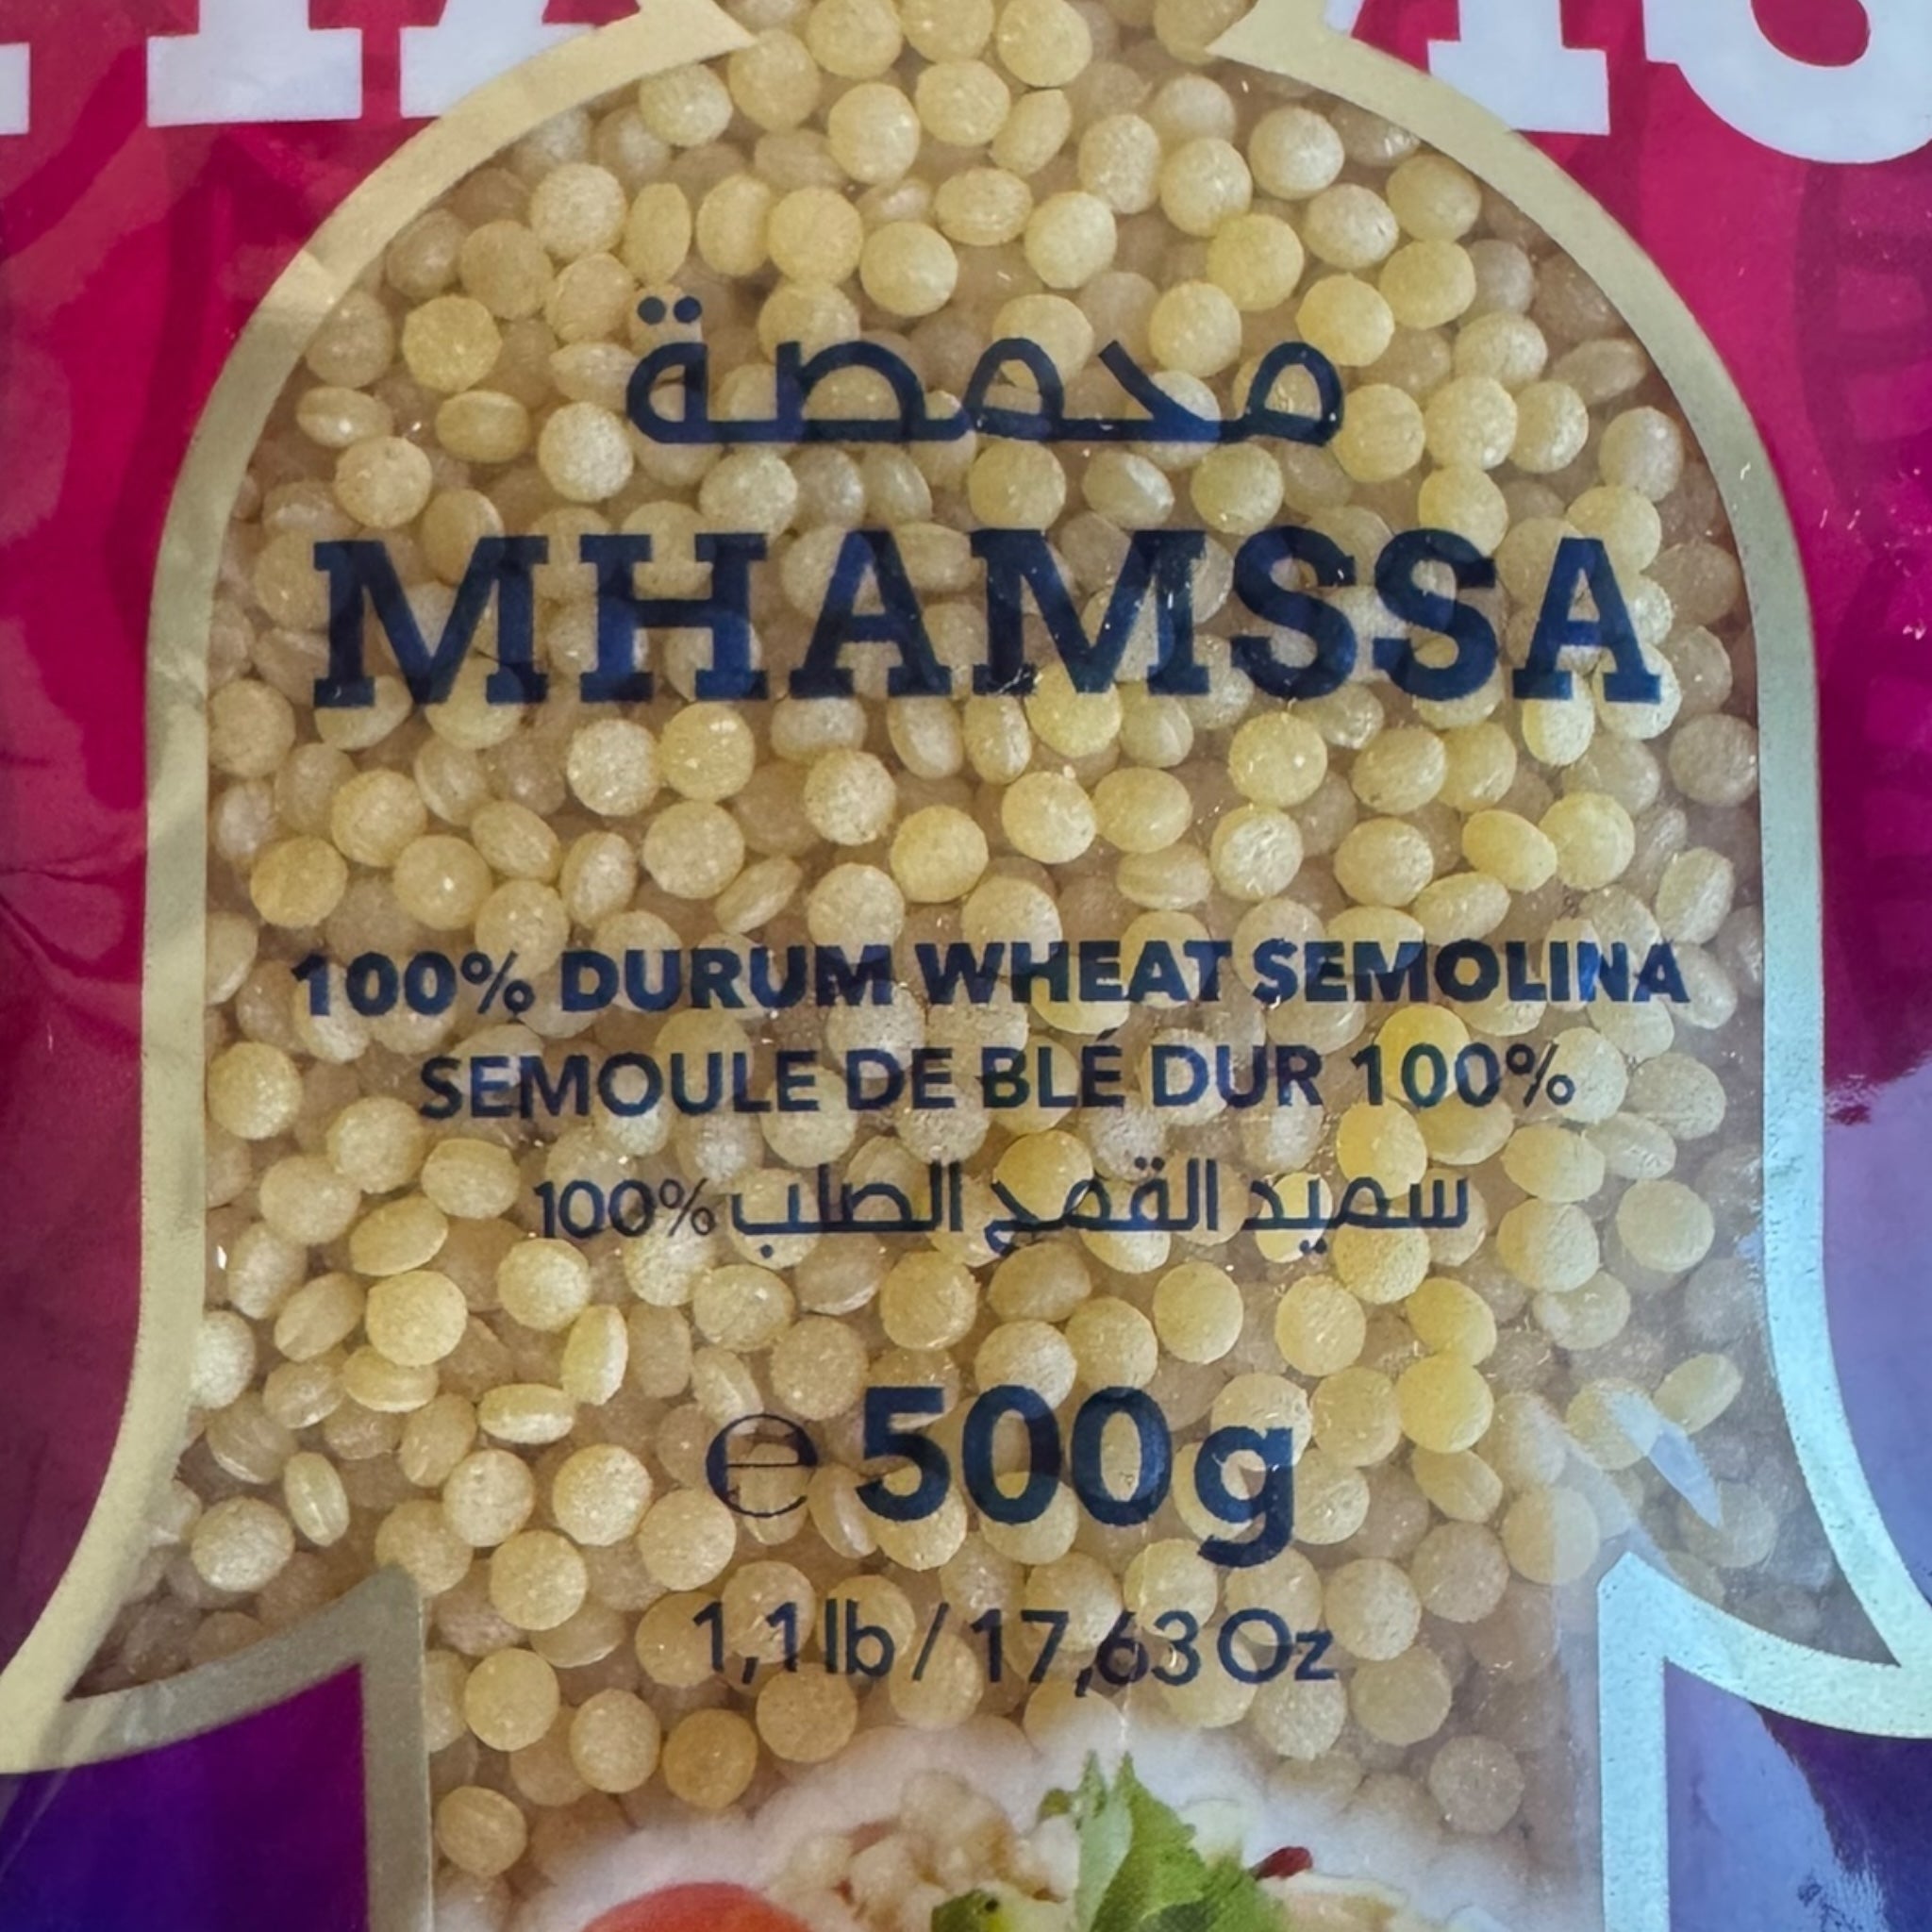 محمصة
MHAMSSA
100% DURUM WHEAT SEMOLINA
SEMOULE DE BLÉ DUR 100%
سميد القمح الصلب 100%
e 500g
1,1 lb / 17,63 Oz